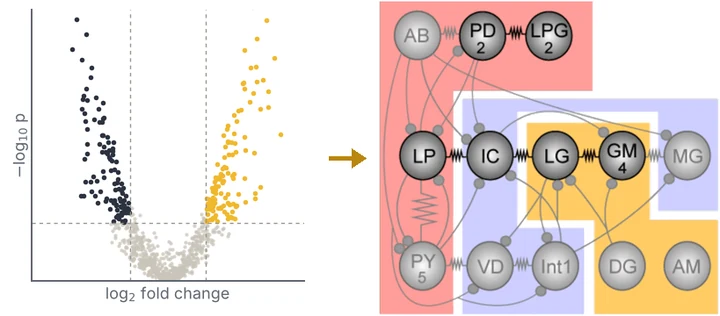 −log10 p
log2 fold change
AB
PD
2
LPG
2
LP
IC
LG
GM
4
MG
PY
5
VD
Int1
DG
AM